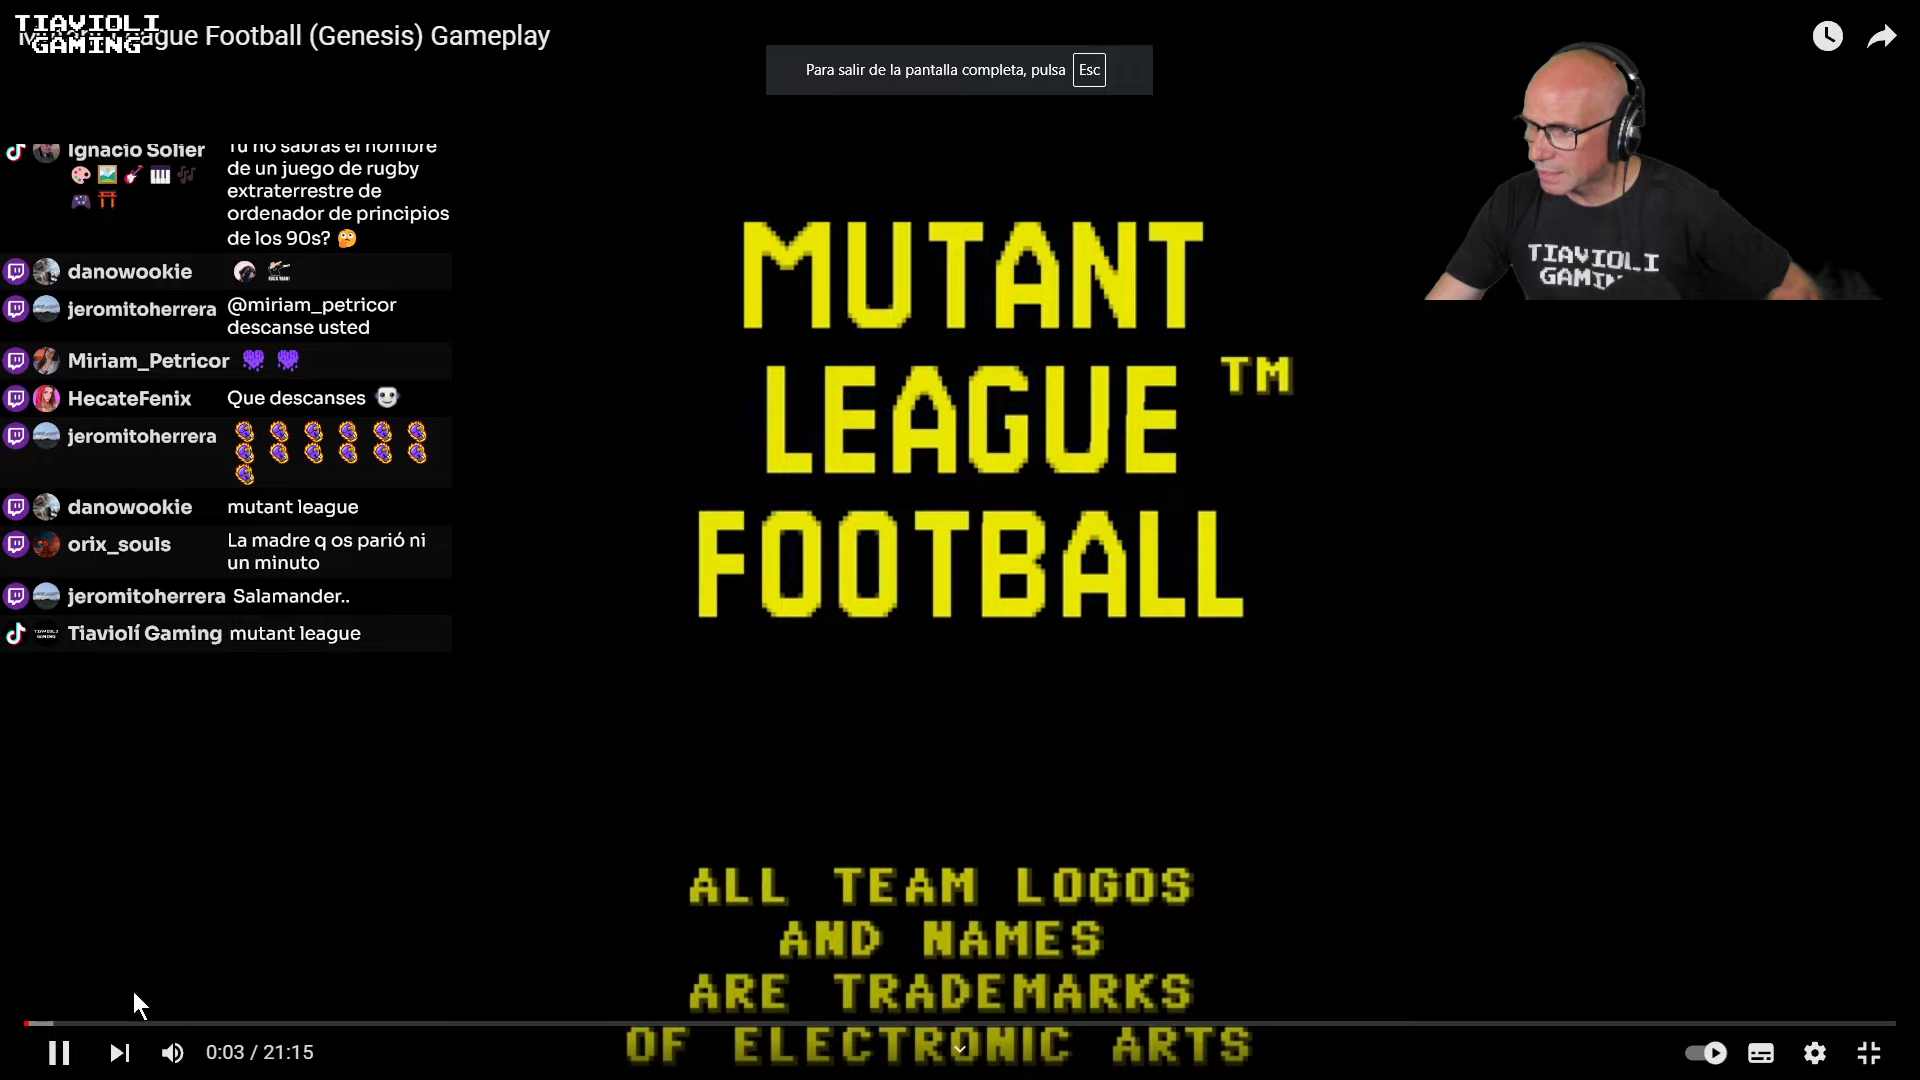 TIAVIOLI
GAMING
gue Football (Genesis) Gameplay
Para salir de la pantalla completa, pulsa Esc
Ignacio Solier
Tu no sabrás el nombre
de un juego de rugby
extraterrestre de
ordenador de principios
de los 90s?
danowookie
jeromitoherrera @miriam_petricor
descanse usted
Miriam_Petricor
HecateFenix Que descanses
jeromitoherrera
danowookie mutant league
orix_souls La madre q os parió ni
un minuto
jeromitoherrera Salamander..
Tiaviolí Gaming mutant league
TIAVIOLI
MUTANT
LEAGUE TM
FOOTBALL
ALL TEAM LOGOS
AND NAMES
ARE TRADEMARKS
OF ELECTRONIC ARTS
0:03 / 21:15